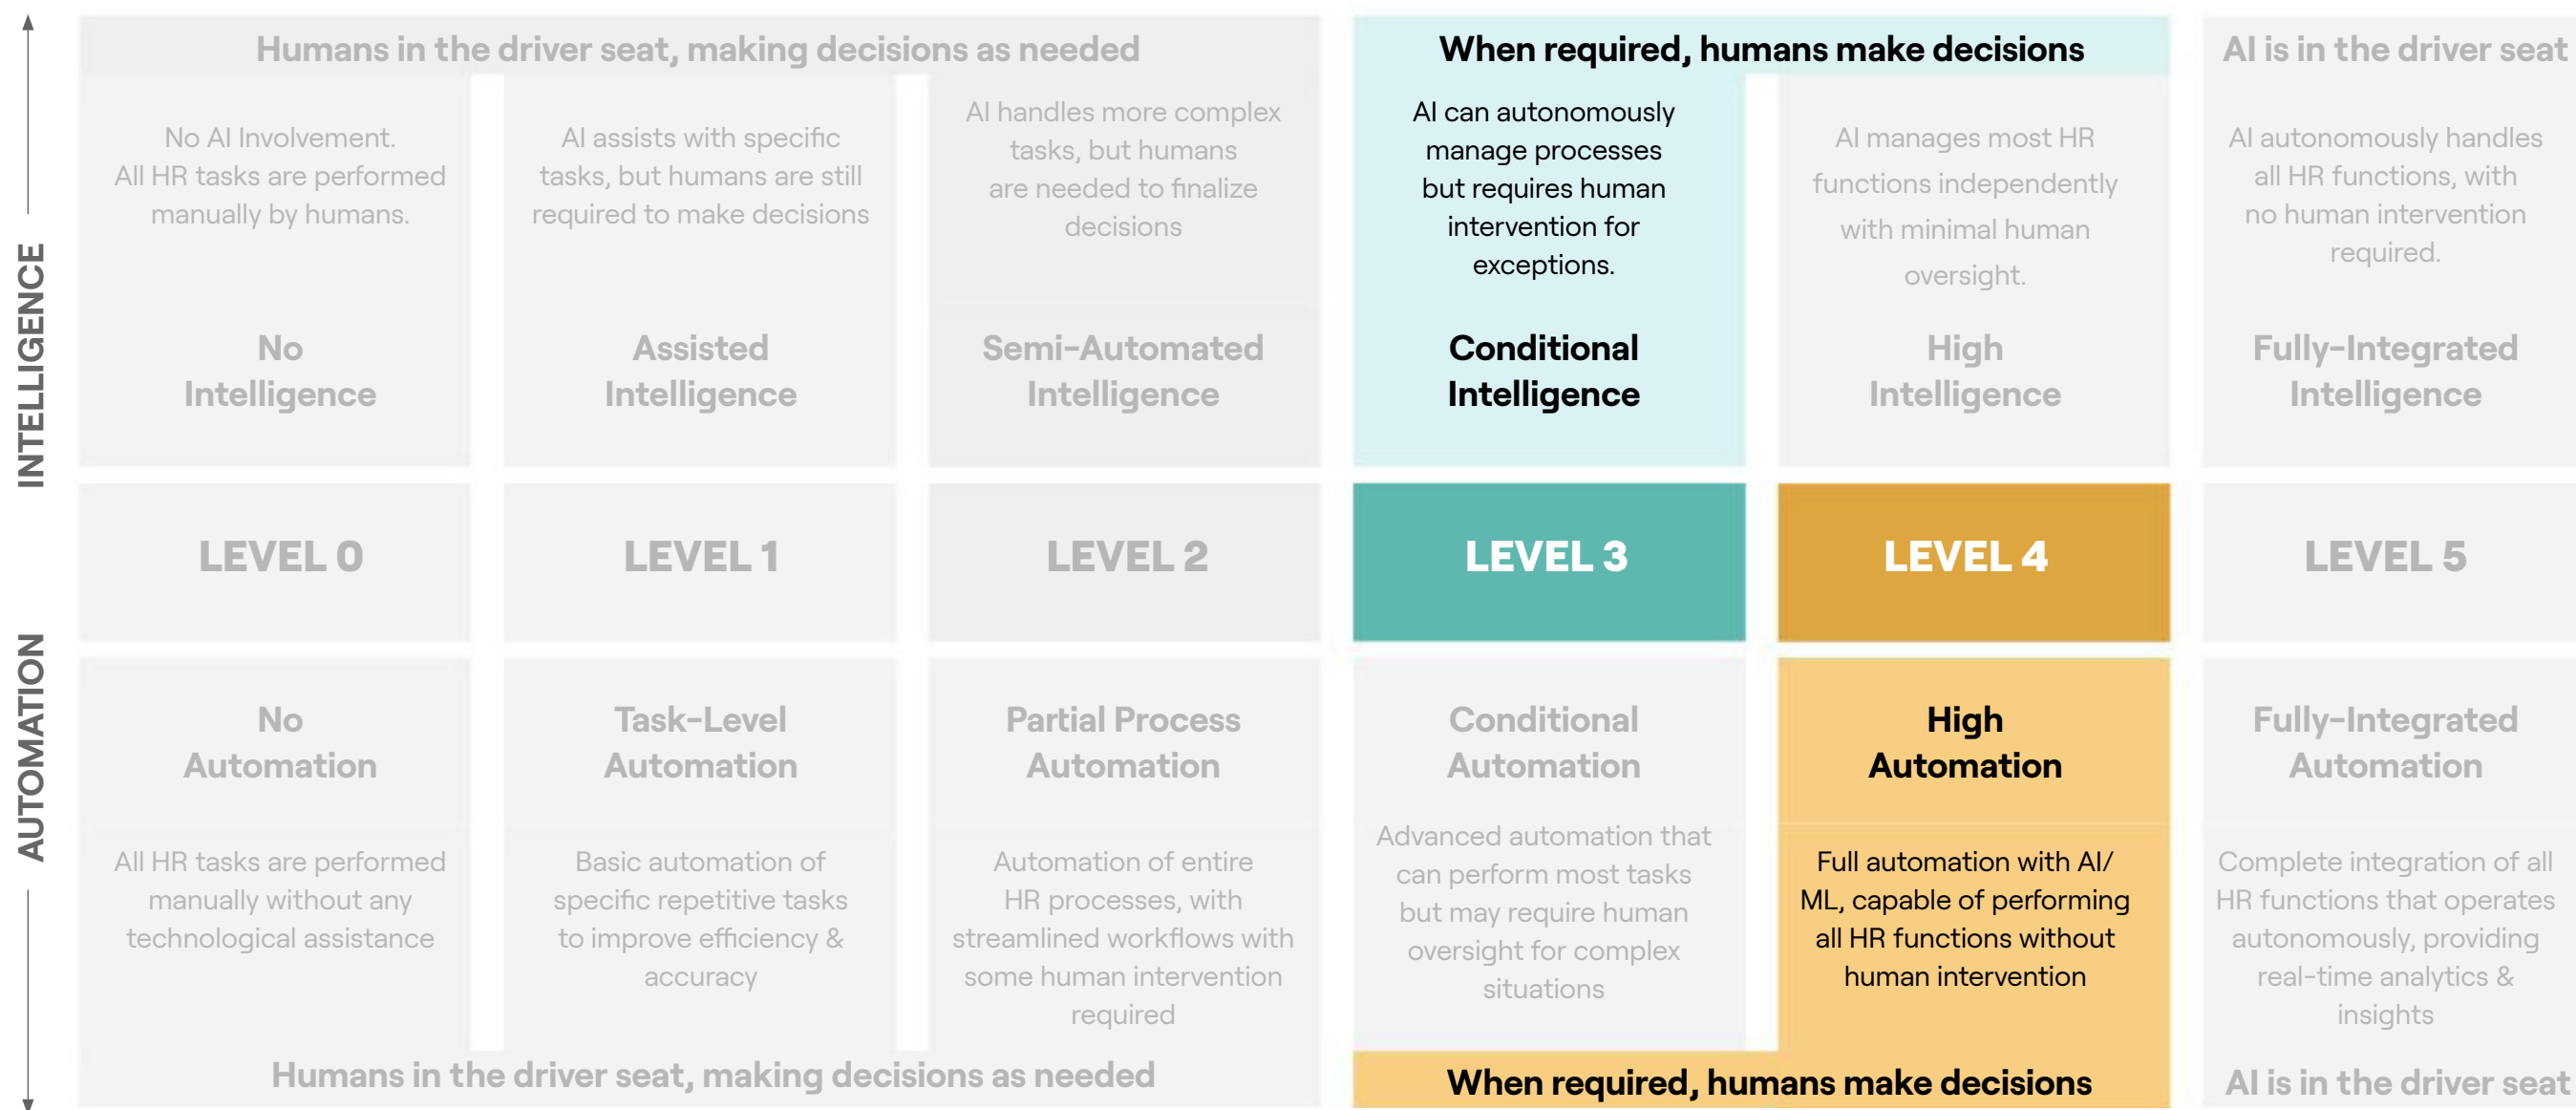 INTELLIGENCE
AUTOMATION
Humans in the driver seat, making decisions as needed
No AI Involvement.
All HR tasks are performed
manually by humans.
No
Intelligence
AI assists with specific
tasks, but humans are still
required to make decisions
Assisted
Intelligence
AI handles more complex
tasks, but humans
are needed to finalize
decisions
Semi-Automated
Intelligence
When required, humans make decisions
AI can autonomously
manage processes
but requires human
intervention for
exceptions.
Conditional
Intelligence
AI manages most HR
functions independently
with minimal human
oversight.
High
Intelligence
AI is in the driver seat
AI autonomously handles
all HR functions, with
no human intervention
required.
Fully-Integrated
Intelligence
LEVEL 0
LEVEL 1
LEVEL 2
LEVEL 3
LEVEL 4
LEVEL 5
No
Automation
All HR tasks are performed
manually without any
technological assistance
Task-Level
Automation
Basic automation of
specific repetitive tasks
to improve efficiency &
accuracy
Partial Process
Automation
Automation of entire
HR processes, with
streamlined workflows with
some human intervention
required
Humans in the driver seat, making decisions as needed
Conditional
Automation
Advanced automation that
can perform most tasks
but may require human
oversight for complex
situations
High
Automation
Full automation with AI/
ML, capable of performing
all HR functions without
human intervention
When required, humans make decisions
Fully-Integrated
Automation
Complete integration of all
HR functions that operates
autonomously, providing
real-time analytics &
insights
AI is in the driver seat